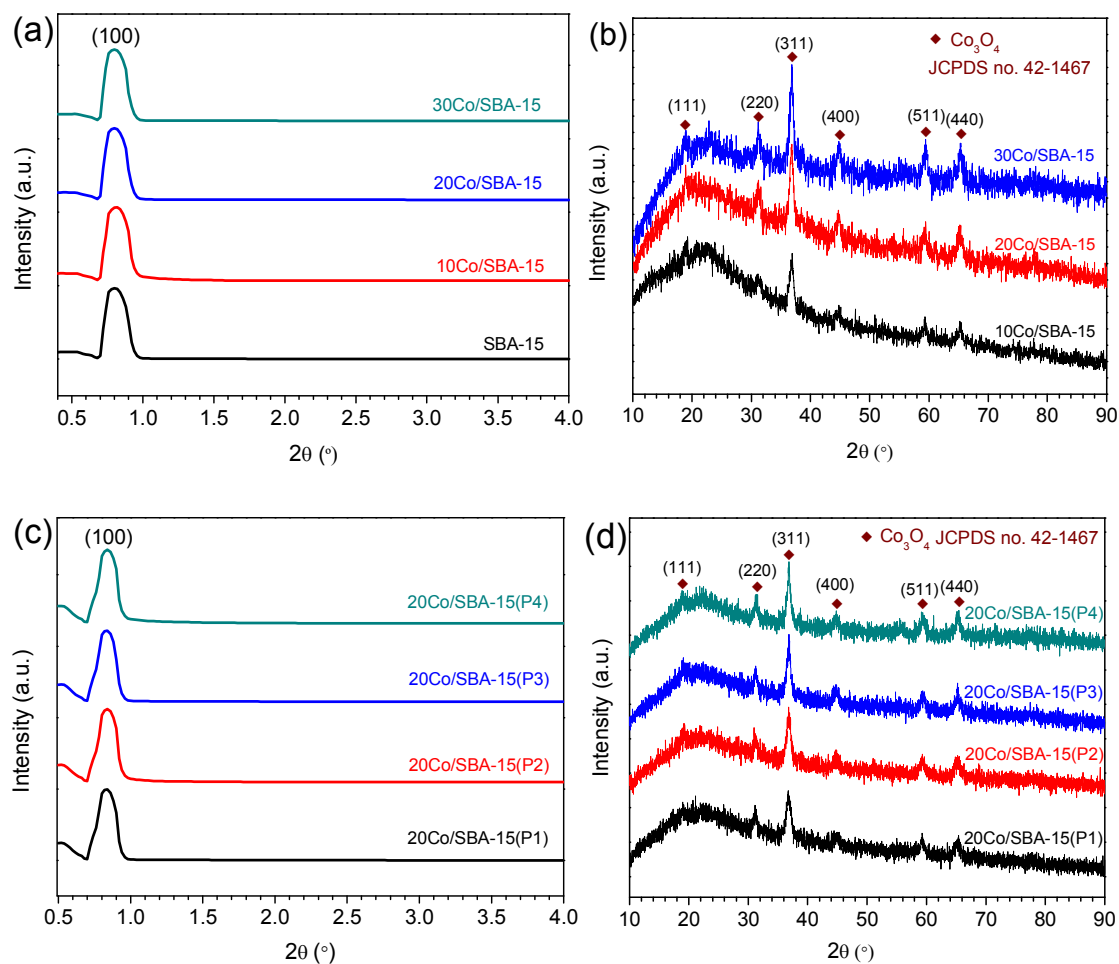 (a)
(100)
30Co/SBA-15
20Co/SBA-15
10Co/SBA-15
SBA-15
Intensity (a.u.)
0.5 1.0 1.5 2.0 2.5 3.0 3.5 4.0
2θ (º)
(b)
Co₃O₄
JCPDS no. 42-1467
(111) (220) (311) (400) (511) (440)
30Co/SBA-15
20Co/SBA-15
10Co/SBA-15
Intensity (a.u.)
10 20 30 40 50 60 70 80 90
2θ (°)
(c)
(100)
20Co/SBA-15(P4)
20Co/SBA-15(P3)
20Co/SBA-15(P2)
20Co/SBA-15(P1)
Intensity (a.u.)
0.5 1.0 1.5 2.0 2.5 3.0 3.5 4.0
2θ (°)
(d)
Co₃O₄ JCPDS no. 42-1467
(111) (220) (311) (400) (511) (440)
20Co/SBA-15(P4)
20Co/SBA-15(P3)
20Co/SBA-15(P2)
20Co/SBA-15(P1)
Intensity (a.u.)
10 20 30 40 50 60 70 80 90
2θ (°)